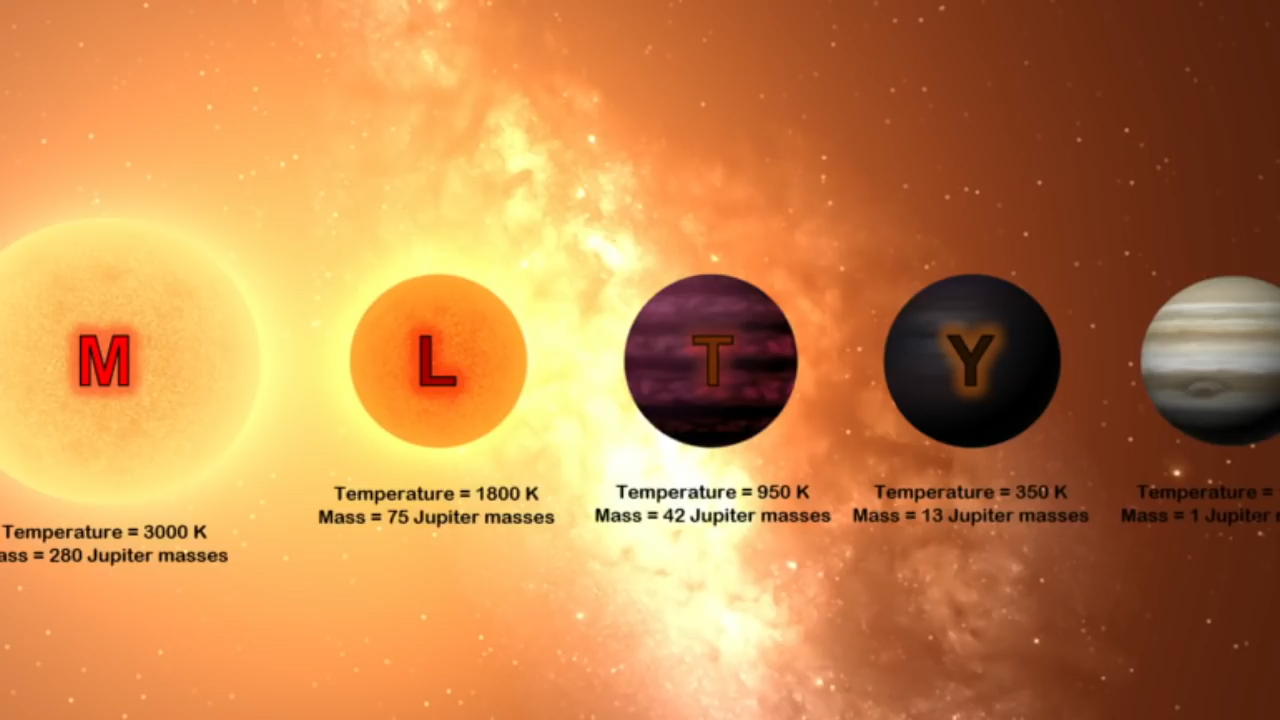 M
L
T
Y
Temperature = 3000 K
ass = 280 Jupiter masses
Temperature = 1800 K
Mass = 75 Jupiter masses
Temperature = 950 K
Mass = 42 Jupiter masses
Temperature = 350 K
Mass = 13 Jupiter masses
Temperature =
Mass = 1 Jupiter